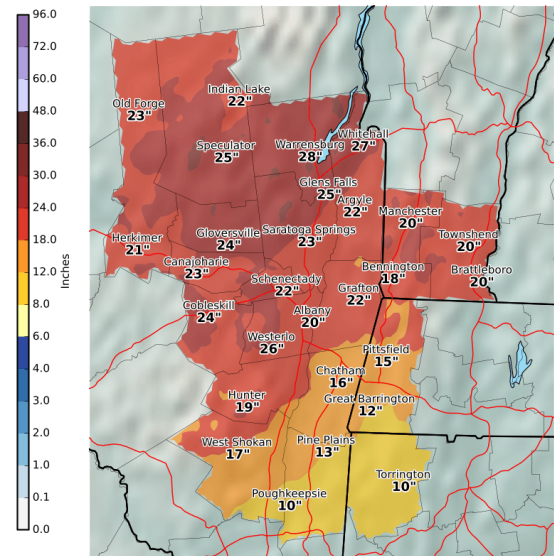 96.0
72.0
60.0
48.0
36.0
30.0
24.0
18.0
12.0
8.0
6.0
4.0
3.0
2.0
1.0
0.1
0.0
Inches
Old Forge
23"
Indian Lake
22"
Speculator
25"
Warrensburg
28"
Whitehall
27"
Glens Falls
25"
Argyle
22"
Manchester
20"
Herkimer
21"
Gloversville
24"
Saratoga Springs
23"
Townshend
20"
Canajoharie
23"
Schenectady
22"
Bennington
18"
Brattleboro
20"
Grafton
22"
Cobleskill
24"
Albany
20"
Westerlo
26"
Pittsfield
15"
Chatham
16"
Hunter
19"
Great Barrington
12"
West Shokan
17"
Pine Plains
13"
Torrington
10"
Poughkeepsie
10"